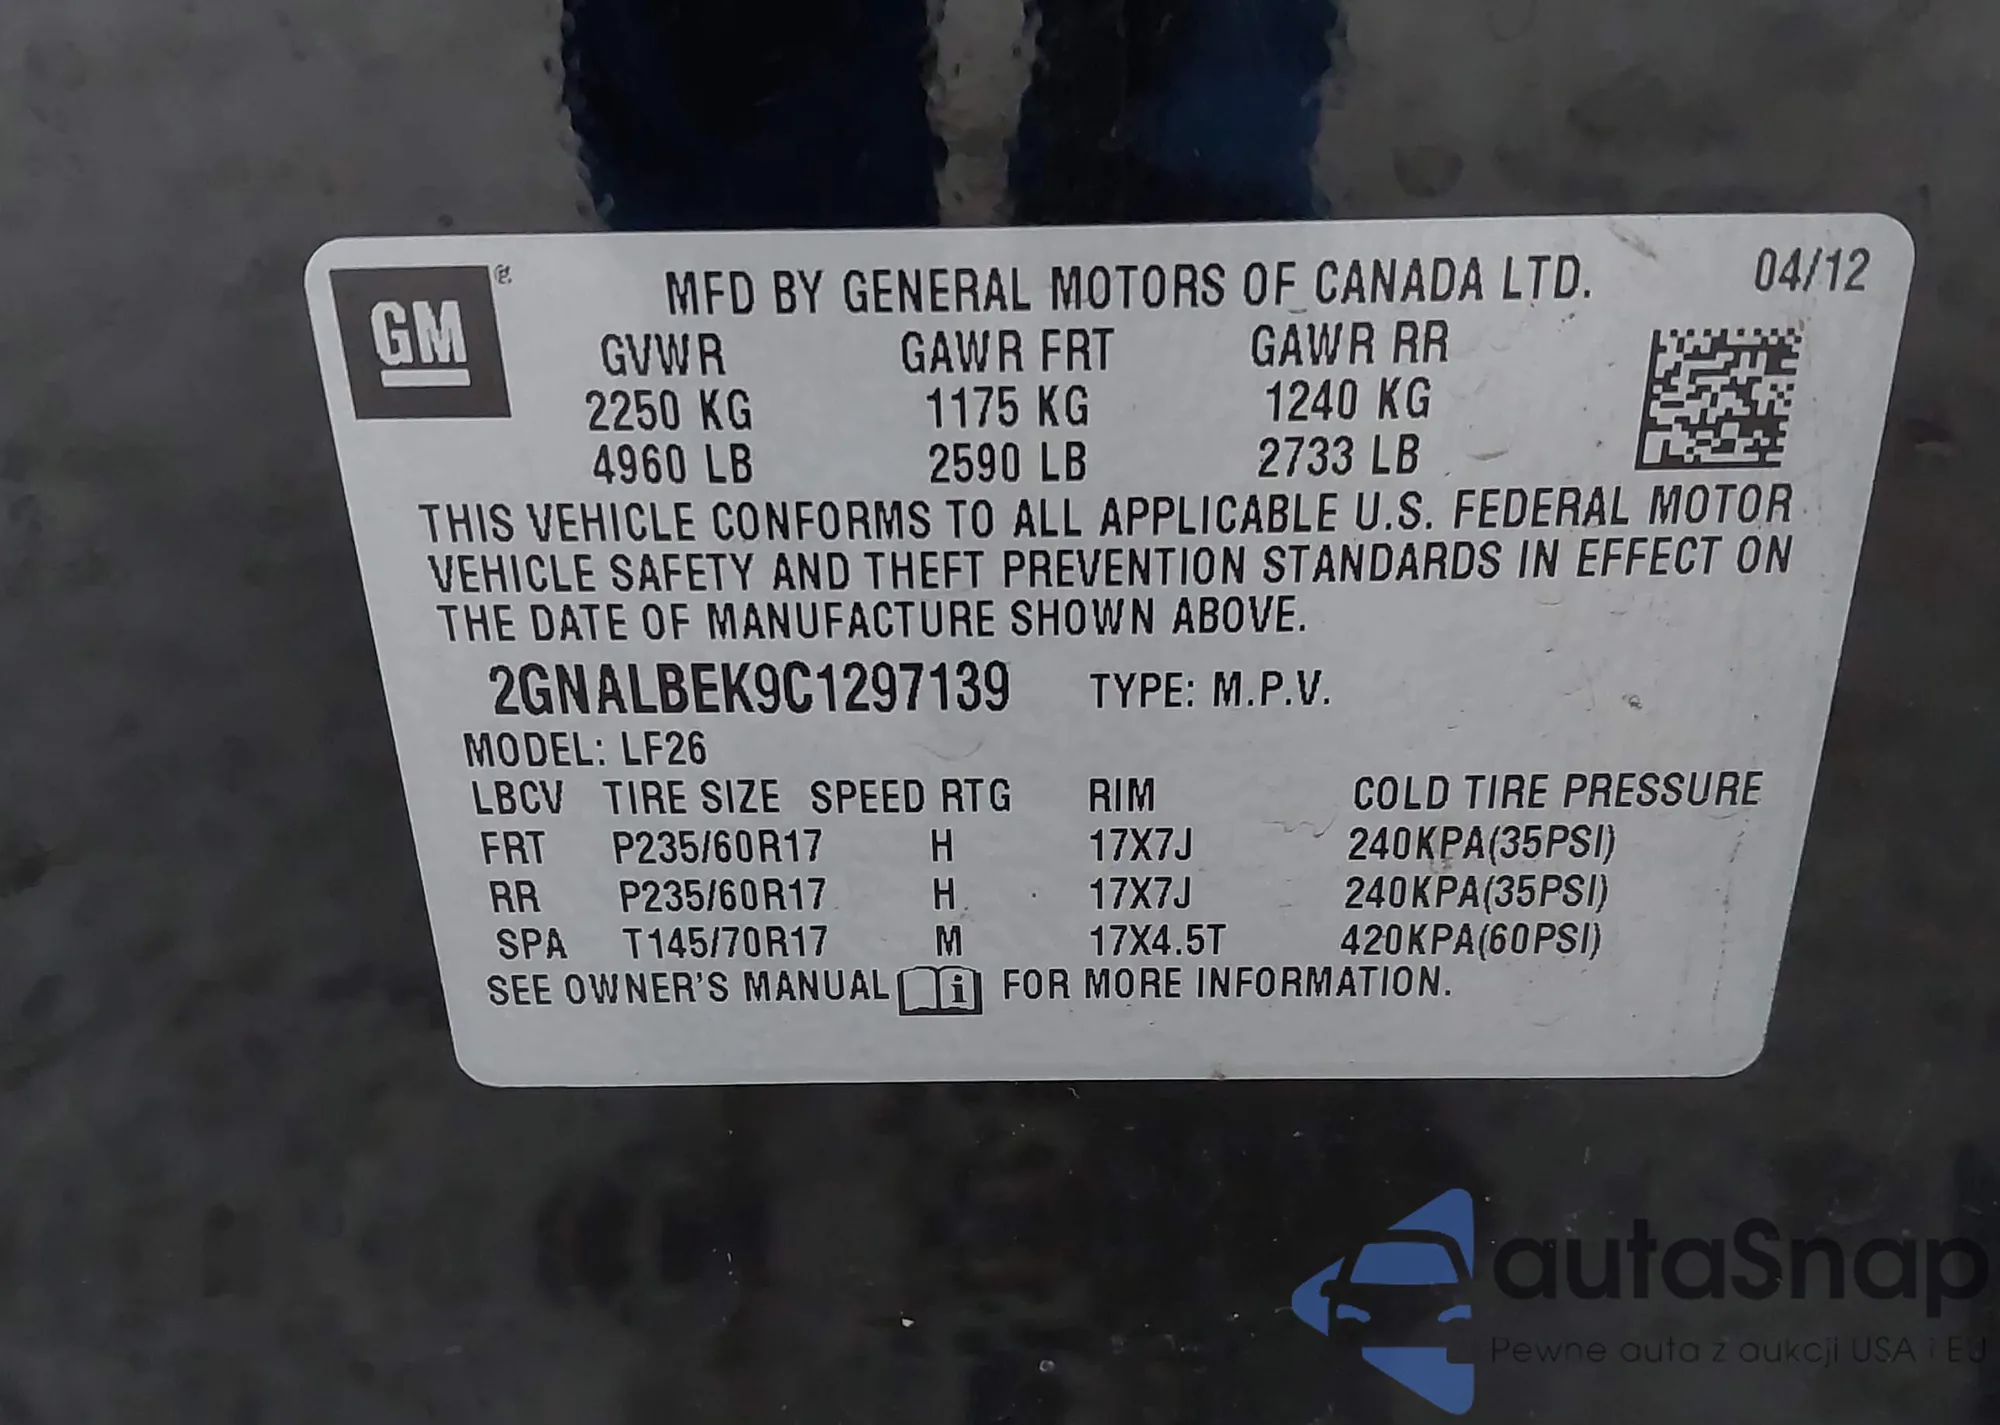 GM
MFD BY GENERAL MOTORS OF CANADA LTD. 04/12
GVWR GAWR FRT GAWR RR
2250 KG 1175 KG 1240 KG
4960 LB 2590 LB 2733 LB
THIS VEHICLE CONFORMS TO ALL APPLICABLE U.S. FEDERAL MOTOR
VEHICLE SAFETY AND THEFT PREVENTION STANDARDS IN EFFECT ON
THE DATE OF MANUFACTURE SHOWN ABOVE.
2GNALBEK9C1297139 TYPE: M.P.V.
MODEL: LF26
LBCV TIRE SIZE SPEED RTG RIM COLD TIRE PRESSURE
FRT P235/60R17 H 17X7J 240KPA(35PSI)
RR P235/60R17 H 17X7J 240KPA(35PSI)
SPA T145/70R17 M 17X4.5T 420KPA(60PSI)
SEE OWNER'S MANUAL i FOR MORE INFORMATION.
autaSnap
Pewne auta z aukcji USA i EU